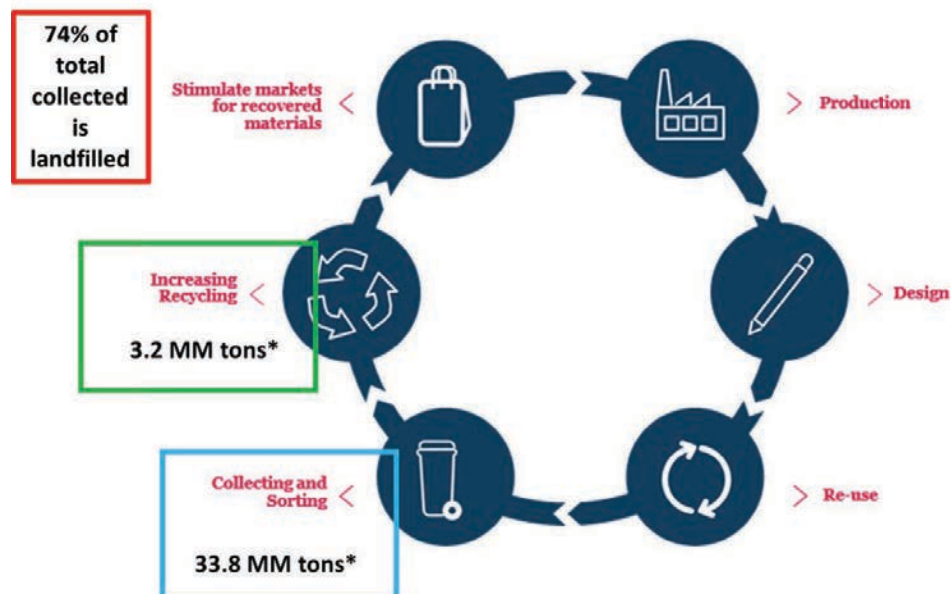 74% of
total
collected
is
landfilled
Stimulate markets
for recovered
materials
Production
Increasing
Recycling
3.2 MM tons*
Design
Collecting and
Sorting
33.8 MM tons*
Re-use